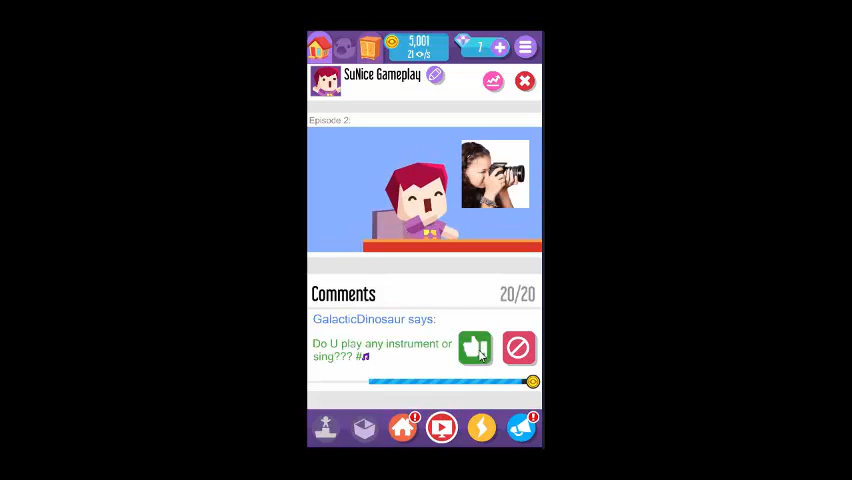 5,001
21 /s
7
SuNice Gameplay
Episode 2:
Comments 20/20
GalacticDinosaur says:
Do U play any instrument or
sing??? #♫